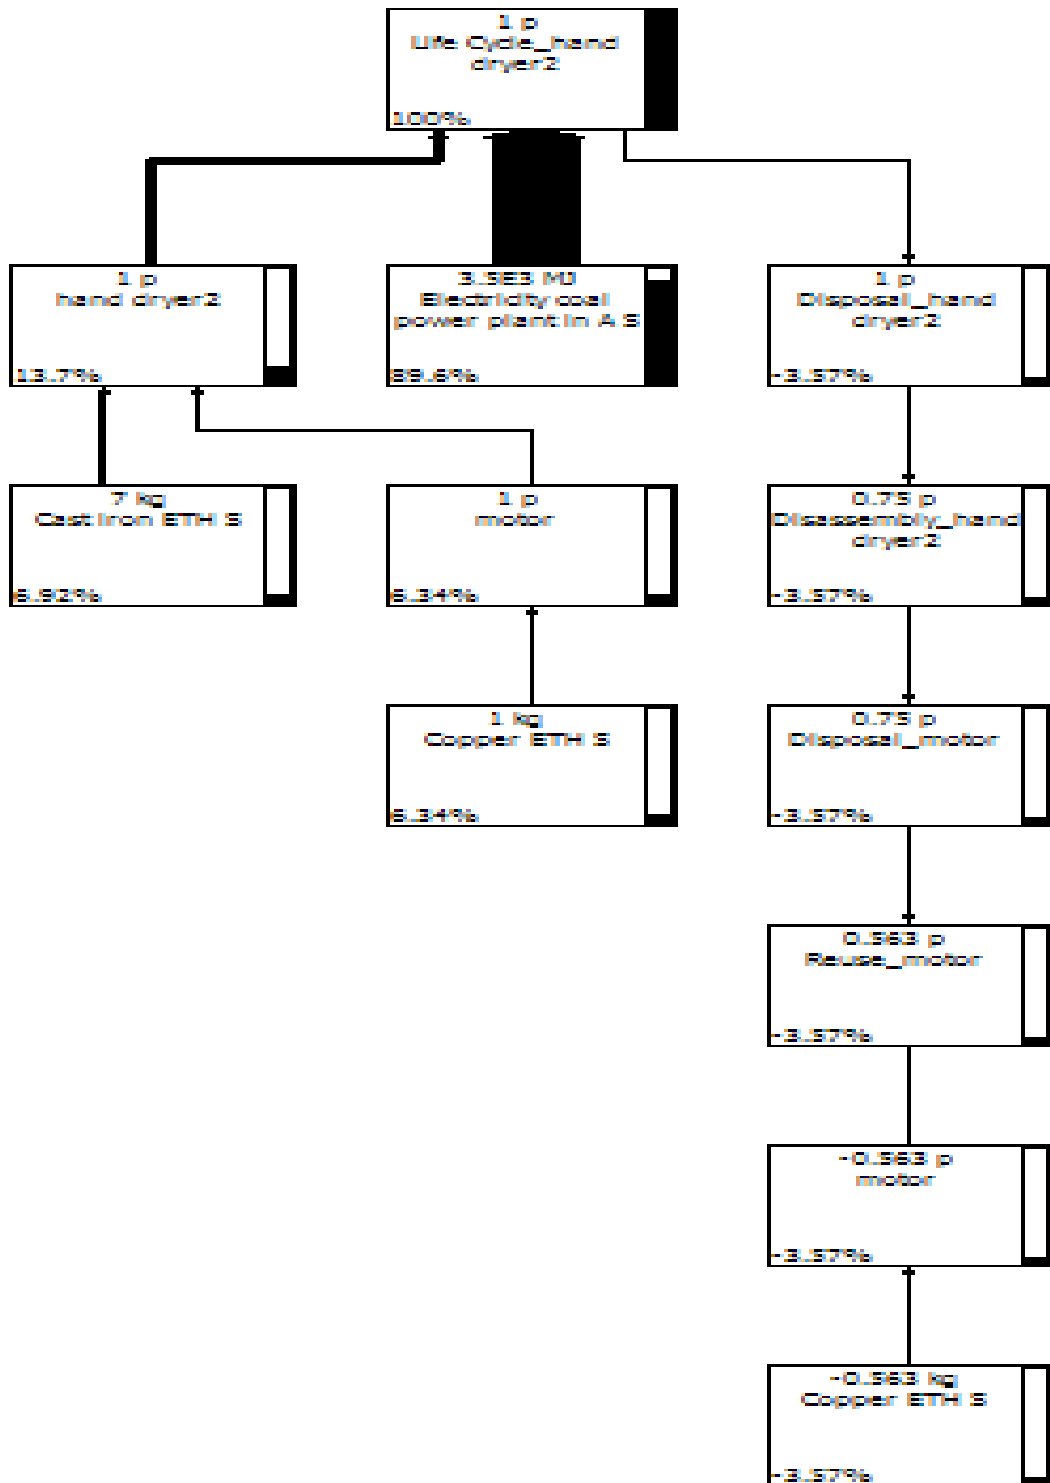 1 p
Life Cycle_hand
dryer2
100%
1 p
hand dryer2
13.7%
3.5E3 MJ
Electricity coal
power plant in A S
89.6%
1 p
Disposal_hand
dryer2
-3.57%
7 kg
Cast iron ETH S
6.92%
1 p
motor
6.34%
0.75 p
Disassembly_hand
dryer2
-3.57%
1 kg
Copper ETH S
6.34%
0.75 p
Disposal_motor
-3.57%
0.563 p
Reuse_motor
-3.57%
-0.563 p
motor
-3.57%
-0.563 kg
Copper ETH S
-3.57%